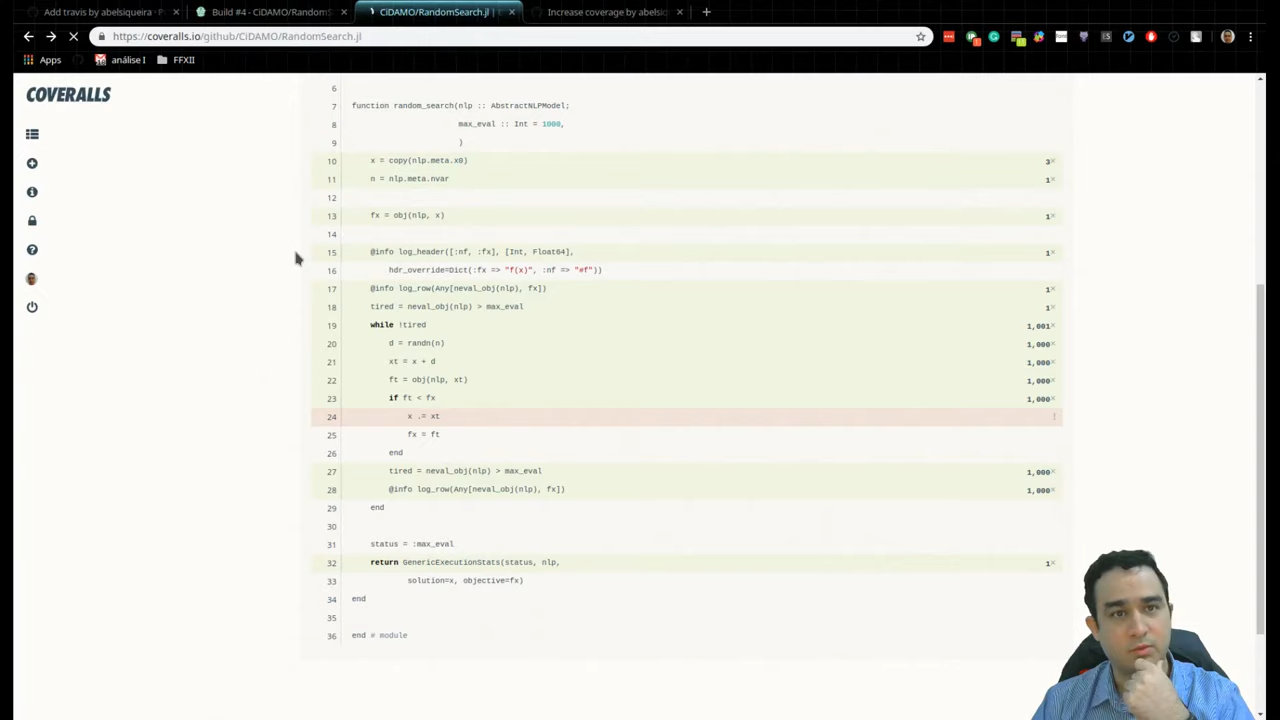 Add travis by abelsiqueira · P
Build #4 - CiDAMO/RandomSearch
CiDAMO/RandomSearch.jl |
Increase coverage by abelsiq
https://coveralls.io/github/CiDAMO/RandomSearch.jl
Apps
análise I
FFXII
COVERALLS
6
7 function random_search(nlp :: AbstractNLPModel;
8 max_eval :: Int = 1000,
9 )
10 x = copy(nlp.meta.x0) 3×
11 n = nlp.meta.nvar 1×
12
13 fx = obj(nlp, x) 1×
14
15 @info log_header([:nf, :fx], [Int, Float64], 1×
16 hdr_override=Dict(:fx => "f(x)", :nf => "#f"))
17 @info log_row(Any[neval_obj(nlp), fx]) 1×
18 tired = neval_obj(nlp) > max_eval 1×
19 while !tired 1,001×
20 d = randn(n) 1,000×
21 xt = x + d 1,000×
22 ft = obj(nlp, xt) 1,000×
23 if ft < fx 1,000×
24 x .= xt !
25 fx = ft
26 end
27 tired = neval_obj(nlp) > max_eval 1,000×
28 @info log_row(Any[neval_obj(nlp), fx]) 1,000×
29 end
30
31 status = :max_eval
32 return GenericExecutionStats(status, nlp, 1×
33 solution=x, objective=fx)
34 end
35
36 end # module